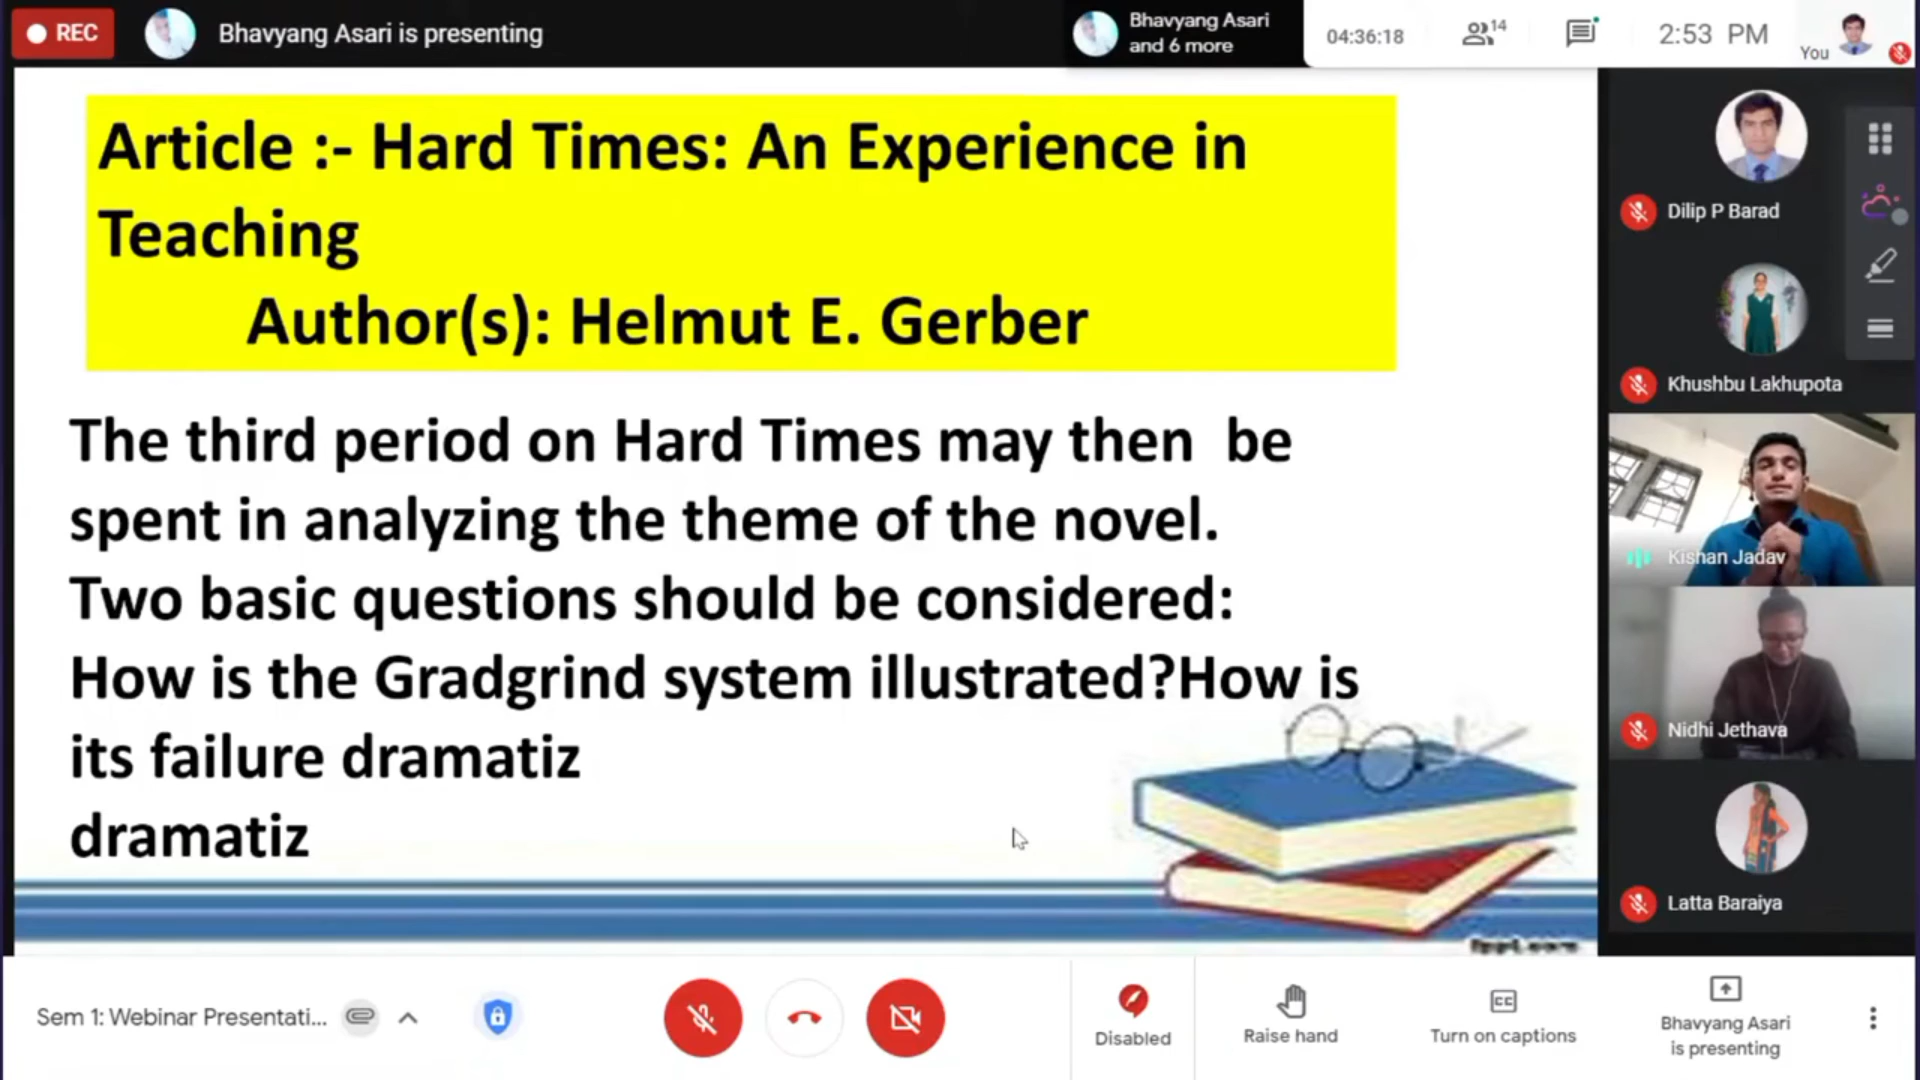 REC
Bhavyang Asari is presenting
Bhavyang Asari
and 6 more
04:36:18
14
2:53 PM
You
Article :- Hard Times: An Experience in
Teaching
Author(s): Helmut E. Gerber
The third period on Hard Times may then be
spent in analyzing the theme of the novel.
Two basic questions should be considered:
How is the Gradgrind system illustrated?How is
its failure dramatiz
dramatiz
Dilip P Barad
Khushbu Lakhupota
Kishan Jadav
Nidhi Jethava
Latta Baraiya
Sem 1: Webinar Presentati...
Disabled
Raise hand
CC
Turn on captions
Bhavyang Asari
is presenting